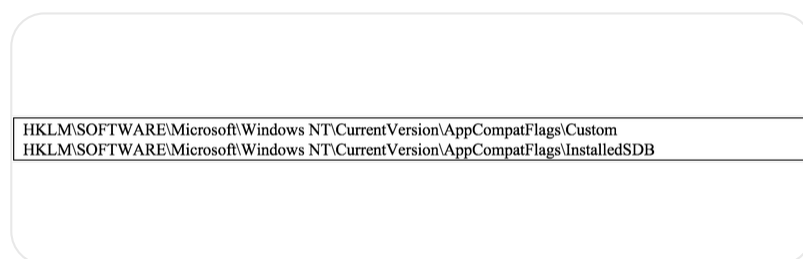 HKLM\SOFTWARE\Microsoft\Windows NT\CurrentVersion\AppCompatFlags\Custom
HKLM\SOFTWARE\Microsoft\Windows NT\CurrentVersion\AppCompatFlags\InstalledSDB